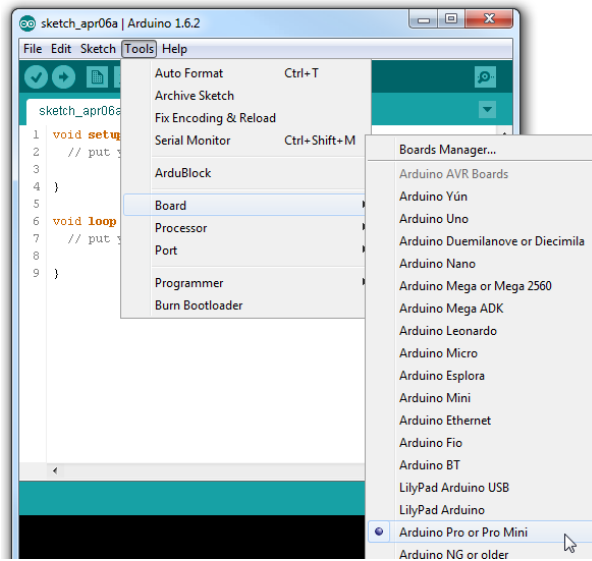 sketch_apr06a | Arduino 1.6.2
File Edit Sketch Tools Help
sketch_apr06a
Auto Format Ctrl+T
Archive Sketch
Fix Encoding & Reload
Serial Monitor Ctrl+Shift+M
ArduBlock
Board
Processor
Port
Programmer
Burn Bootloader
1 void setup
2 // put
3
4 }
5
6 void loop
7 // put
8
9 }
Boards Manager...
Arduino AVR Boards
Arduino Yún
Arduino Uno
Arduino Duemilanove or Diecimila
Arduino Nano
Arduino Mega or Mega 2560
Arduino Mega ADK
Arduino Leonardo
Arduino Micro
Arduino Esplora
Arduino Mini
Arduino Ethernet
Arduino Fio
Arduino BT
LilyPad Arduino USB
LilyPad Arduino
Arduino Pro or Pro Mini
Arduino NG or older